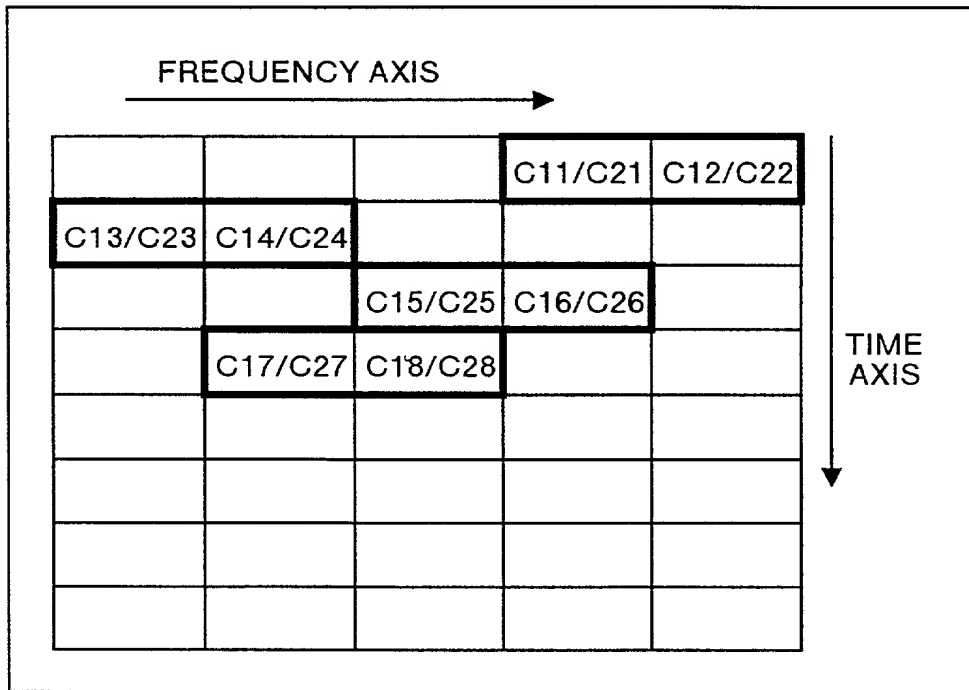 FREQUENCY AXIS
C11/C21 C12/C22
C13/C23 C14/C24
C15/C25 C16/C26
C17/C27 C18/C28
TIME
AXIS